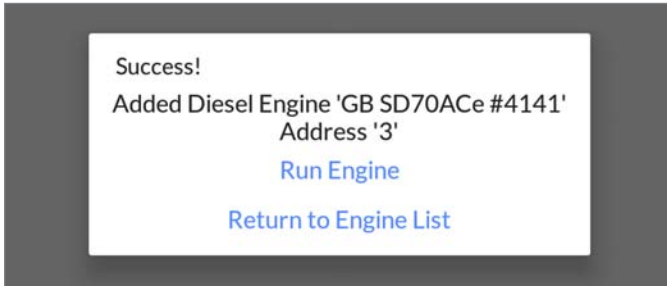 Success!
Added Diesel Engine 'GB SD70ACe #4141'
Address '3'
Run Engine
Return to Engine List